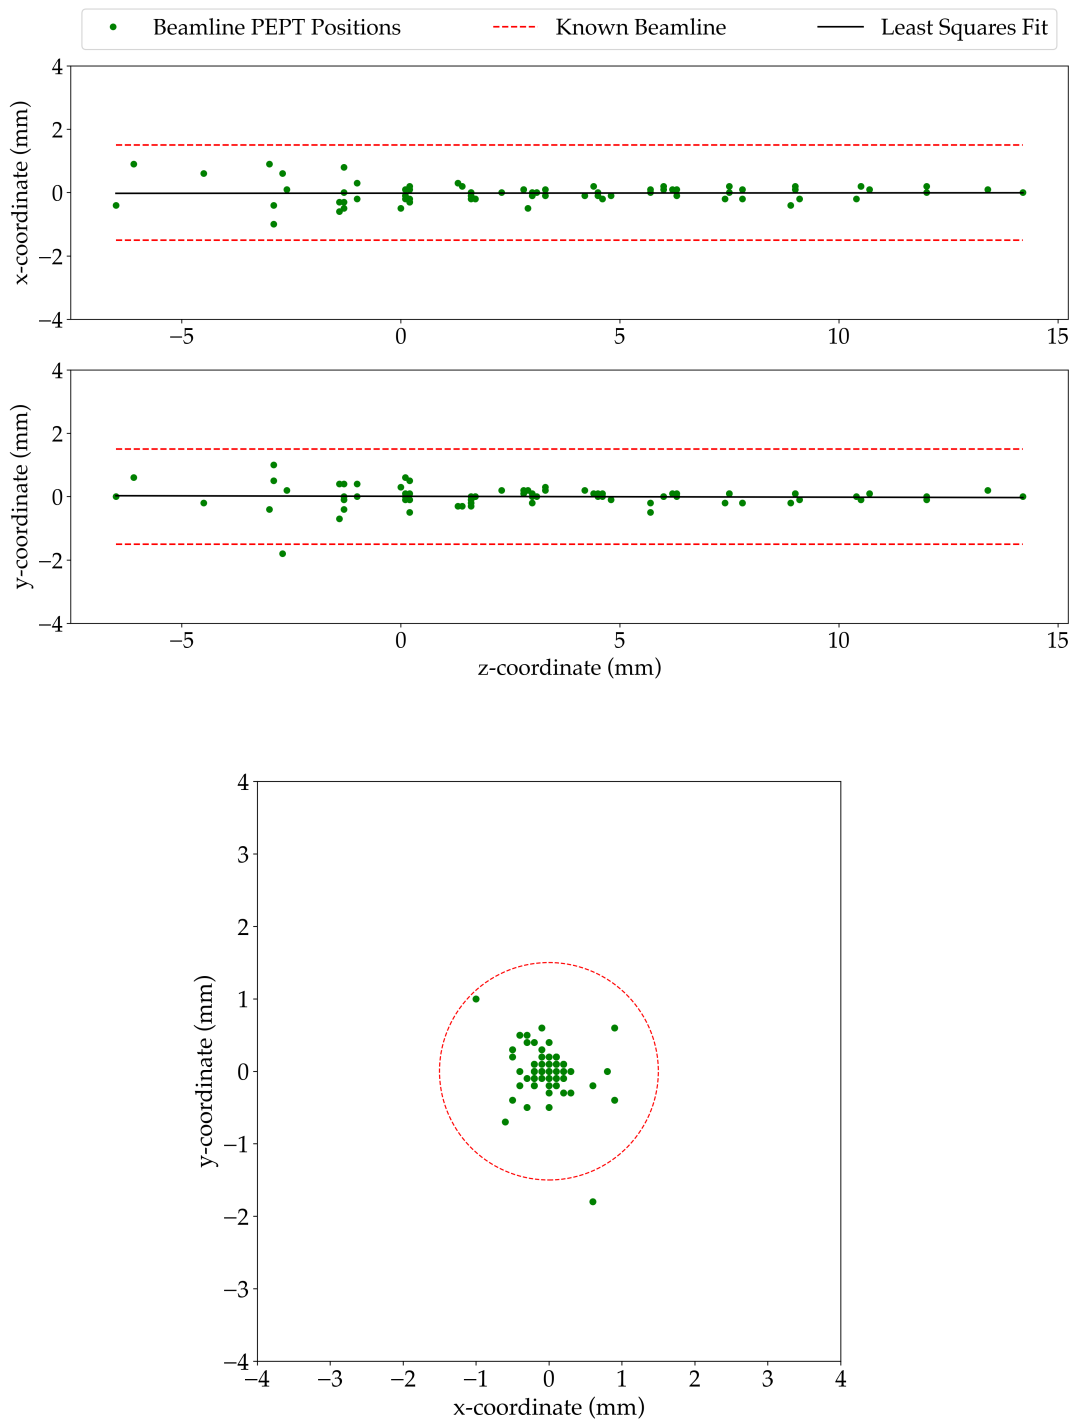 Beamline PEPT Positions Known Beamline Least Squares Fit
4
2
0
−2
−4
x-coordinate (mm)
−5 0 5 10 15
4
2
0
−2
−4
y-coordinate (mm)
−5 0 5 10 15
z-coordinate (mm)
4
3
2
1
0
−1
−2
−3
−4
y-coordinate (mm)
−4 −3 −2 −1 0 1 2 3 4
x-coordinate (mm)